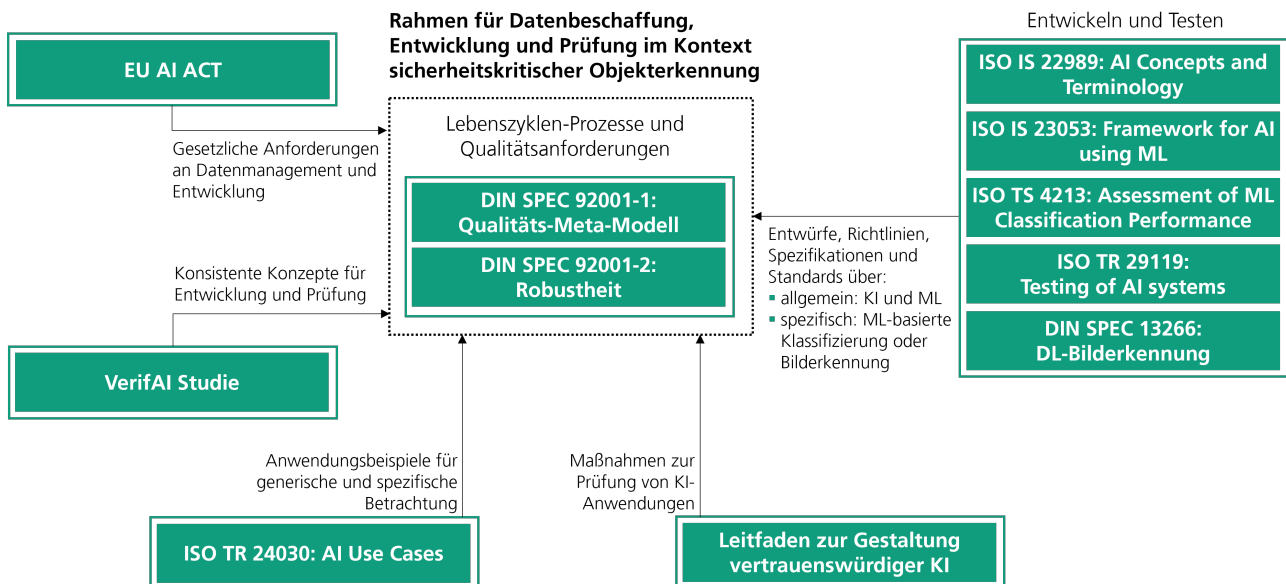 Rahmen für Datenbeschaffung,
Entwicklung und Prüfung im Kontext
sicherheitskritischer Objekterkennung
EU AI ACT
Gesetzliche Anforderungen
an Datenmanagement und
Entwicklung
Konsistente Konzepte für
Entwicklung und Prüfung
VerifAI Studie
Lebenszyklen-Prozesse und
Qualitätsanforderungen
DIN SPEC 92001-1:
Qualitäts-Meta-Modell
DIN SPEC 92001-2:
Robustheit
Entwickeln und Testen
ISO IS 22989: AI Concepts and
Terminology
ISO IS 23053: Framework for AI
using ML
ISO TS 4213: Assessment of ML
Classification Performance
ISO TR 29119:
Testing of AI systems
DIN SPEC 13266:
DL-Bilderkennung
Entwürfe, Richtlinien,
Spezifikationen und
Standards über:
▪ allgemein: KI und ML
▪ spezifisch: ML-basierte
Klassifizierung oder
Bilderkennung
Anwendungsbeispiele für
generische und spezifische
Betrachtung
ISO TR 24030: AI Use Cases
Maßnahmen zur
Prüfung von KI-
Anwendungen
Leitfaden zur Gestaltung
vertrauenswürdiger KI